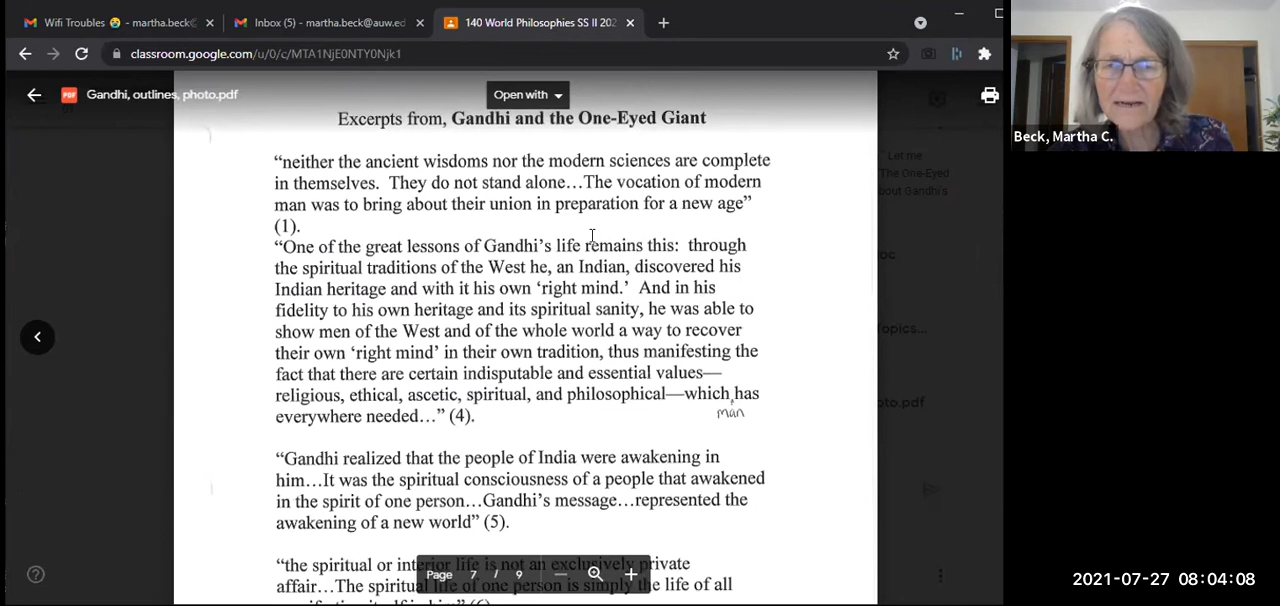 Wifi Troubles 😥 - martha.beck@
Inbox (5) - martha.beck@auw.ed
140 World Philosophies SS II 202
classroom.google.com/u/0/c/MTA1NjE0NTY0Njk1
PDF
Gandhi, outlines, photo.pdf
Open with
Beck, Martha C.
Excerpts from, Gandhi and the One-Eyed Giant
“neither the ancient wisdoms nor the modern sciences are complete
in themselves. They do not stand alone…The vocation of modern
man was to bring about their union in preparation for a new age”
(1).
“One of the great lessons of Gandhi’s life remains this: through
the spiritual traditions of the West he, an Indian, discovered his
Indian heritage and with it his own ‘right mind.’ And in his
fidelity to his own heritage and its spiritual sanity, he was able to
show men of the West and of the whole world a way to recover
their own ‘right mind’ in their own tradition, thus manifesting the
fact that there are certain indisputable and essential values—
religious, ethical, ascetic, spiritual, and philosophical—which has
man
everywhere needed…” (4).
“Gandhi realized that the people of India were awakening in
him…It was the spiritual consciousness of a people that awakened
in the spirit of one person…Gandhi’s message…represented the
awakening of a new world” (5).
“the spiritual or interior life is not an exclusively private
affair…The spiritual life of one person is simply the life of all
Page 7 / 9
Let me
The One-Eyed
bout Gandhi's
oc
opics...
oto.pdf
2021-07-27 08:04:08